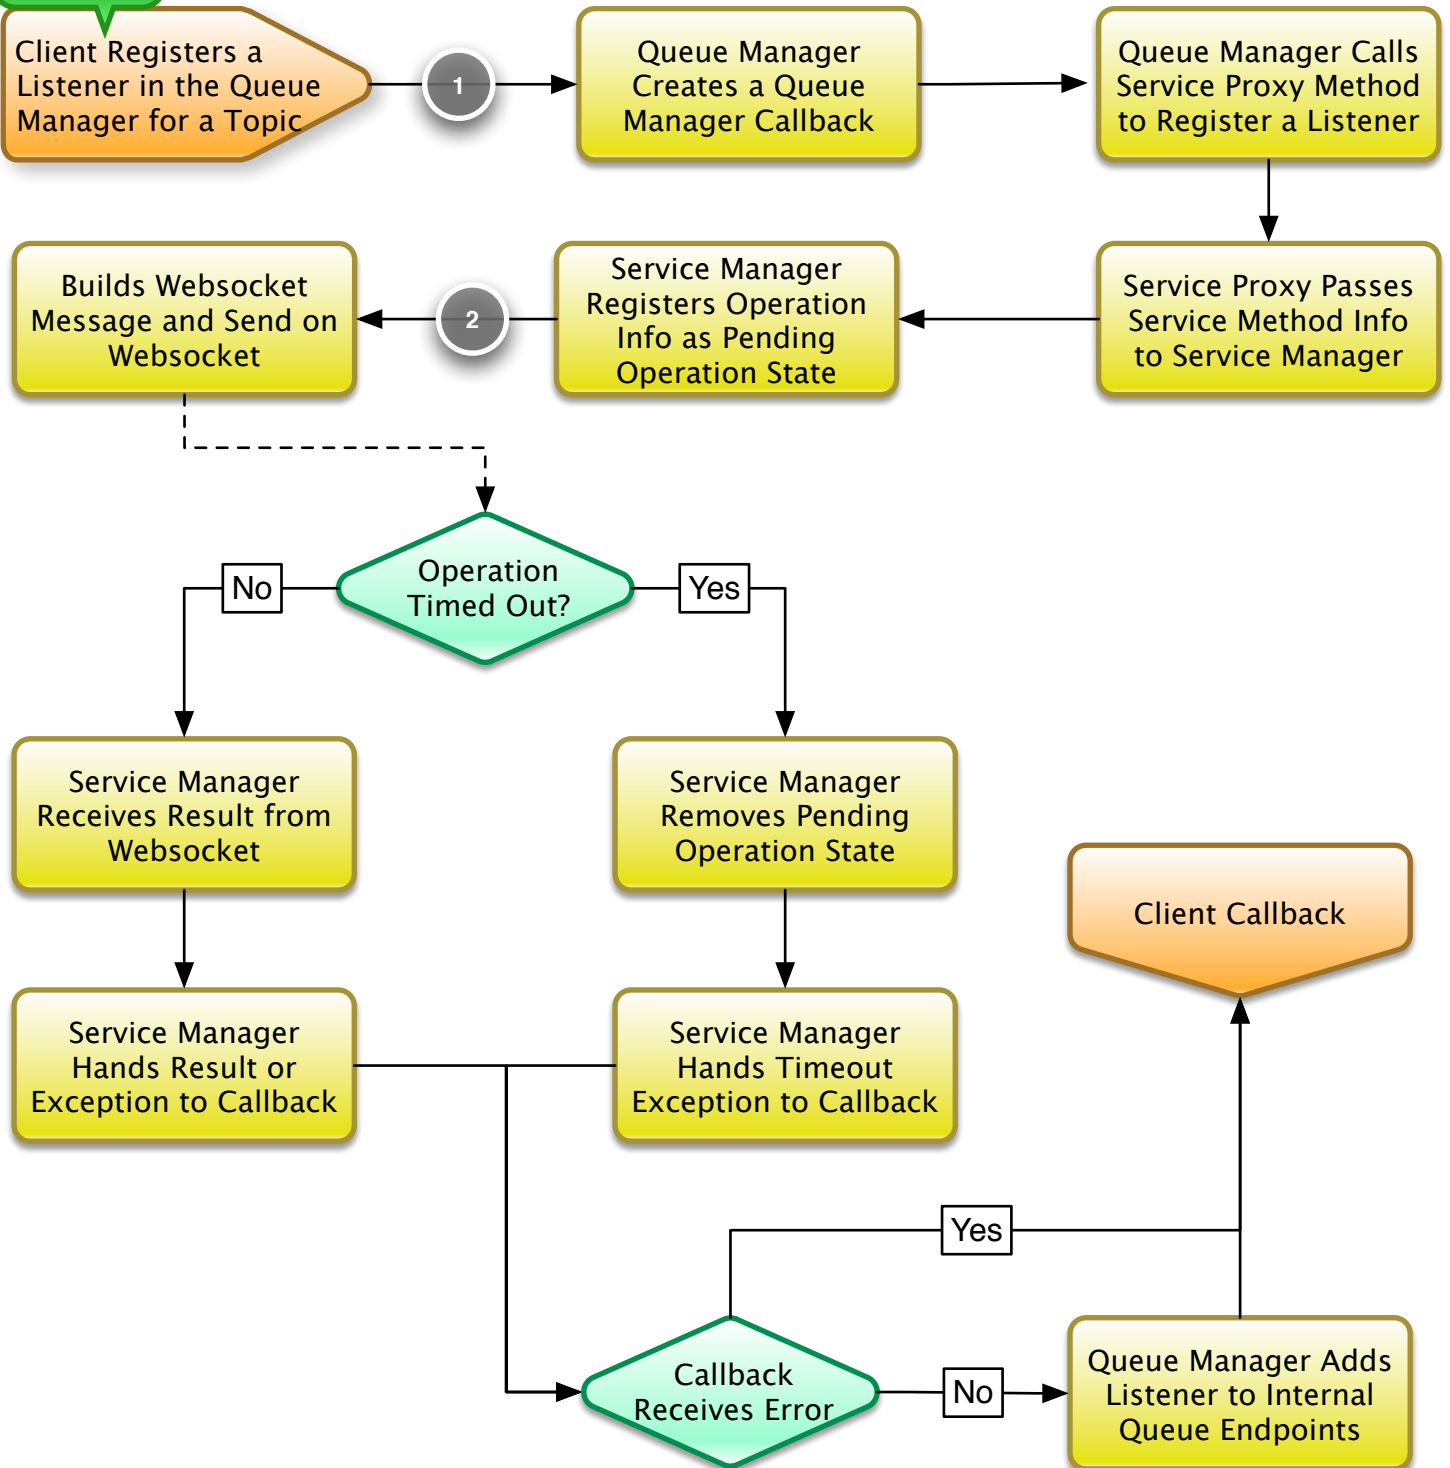 Client Registers a
Listener in the Queue
Manager for a Topic
1
Queue Manager
Creates a Queue
Manager Callback
Queue Manager Calls
Service Proxy Method
to Register a Listener
Builds Websocket
Message and Send on
Websocket
2
Service Manager
Registers Operation
Info as Pending
Operation State
Service Proxy Passes
Service Method Info
to Service Manager
Operation
Timed Out?
No
Yes
Service Manager
Receives Result from
Websocket
Service Manager
Removes Pending
Operation State
Client Callback
Service Manager
Hands Result or
Exception to Callback
Service Manager
Hands Timeout
Exception to Callback
Yes
Callback
Receives Error
No
Queue Manager Adds
Listener to Internal
Queue Endpoints